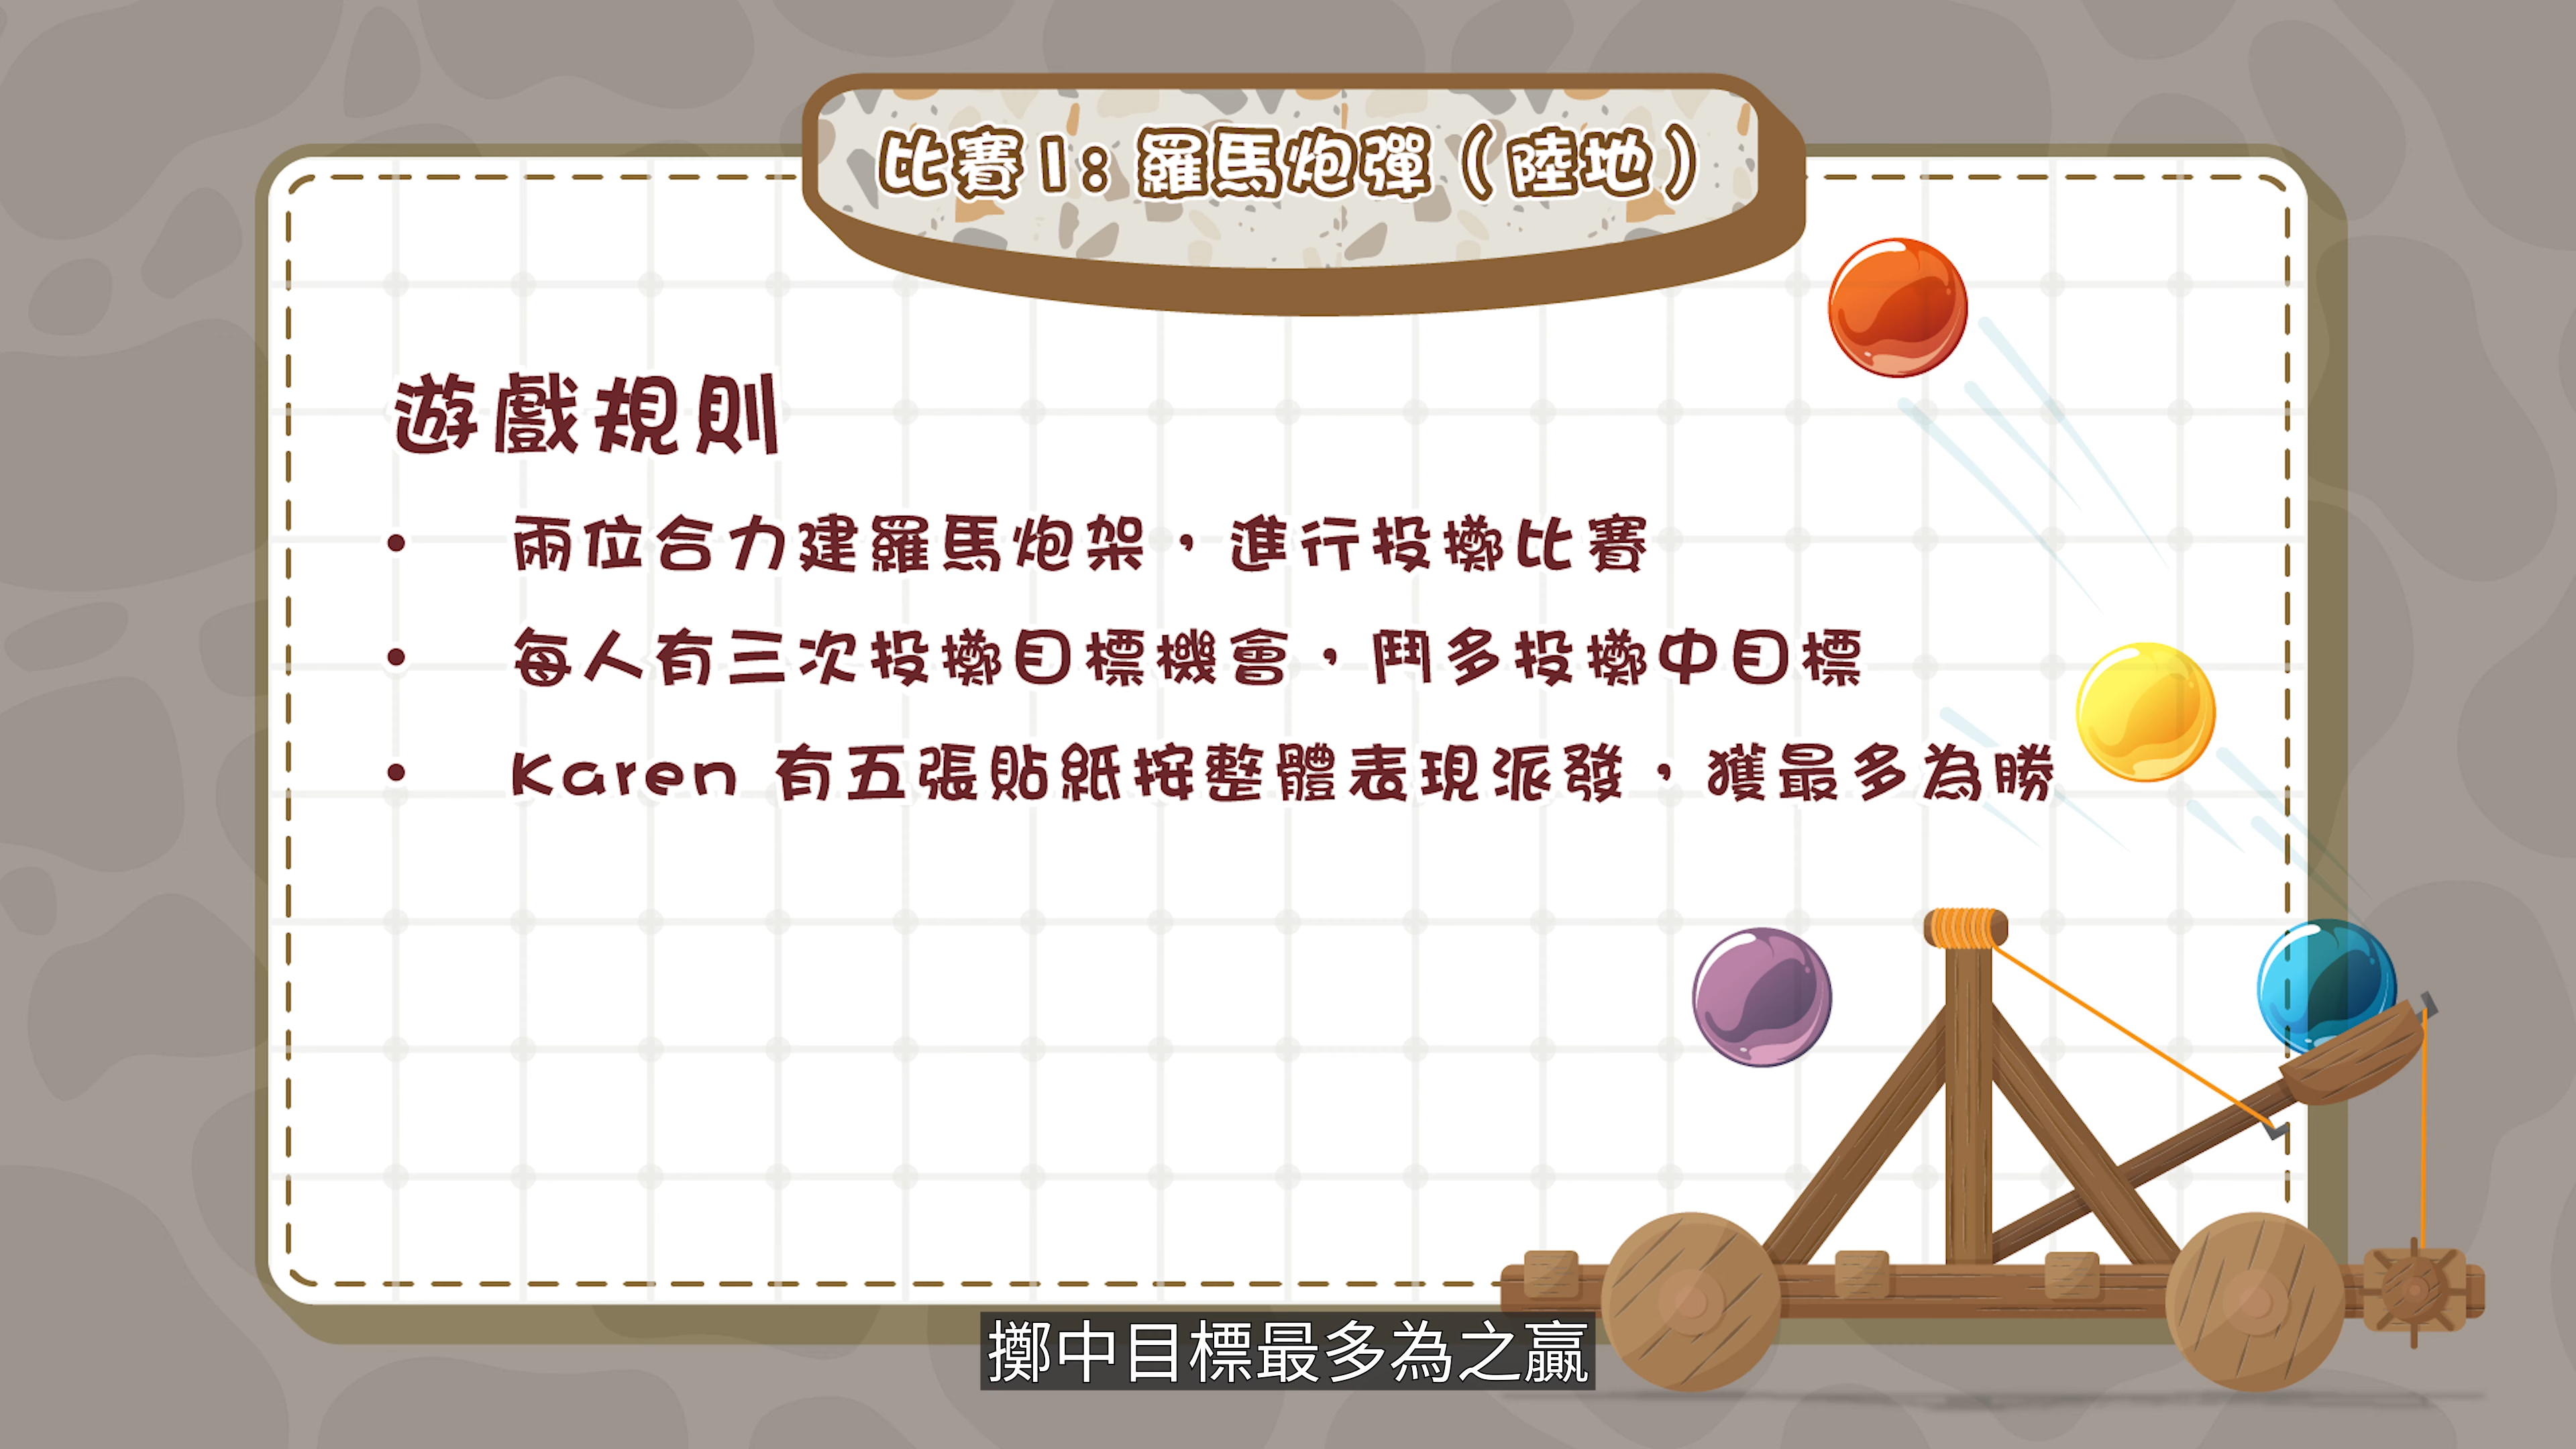 比賽1：羅馬炮彈（陸地）
遊戲規則
• 兩位合力建羅馬炮架，進行投擲比賽
• 每人有三次投擲目標機會，鬥多投擲中目標
• Karen 有五張貼紙按整體表現派發，獲最多為勝
擲中目標最多為之贏